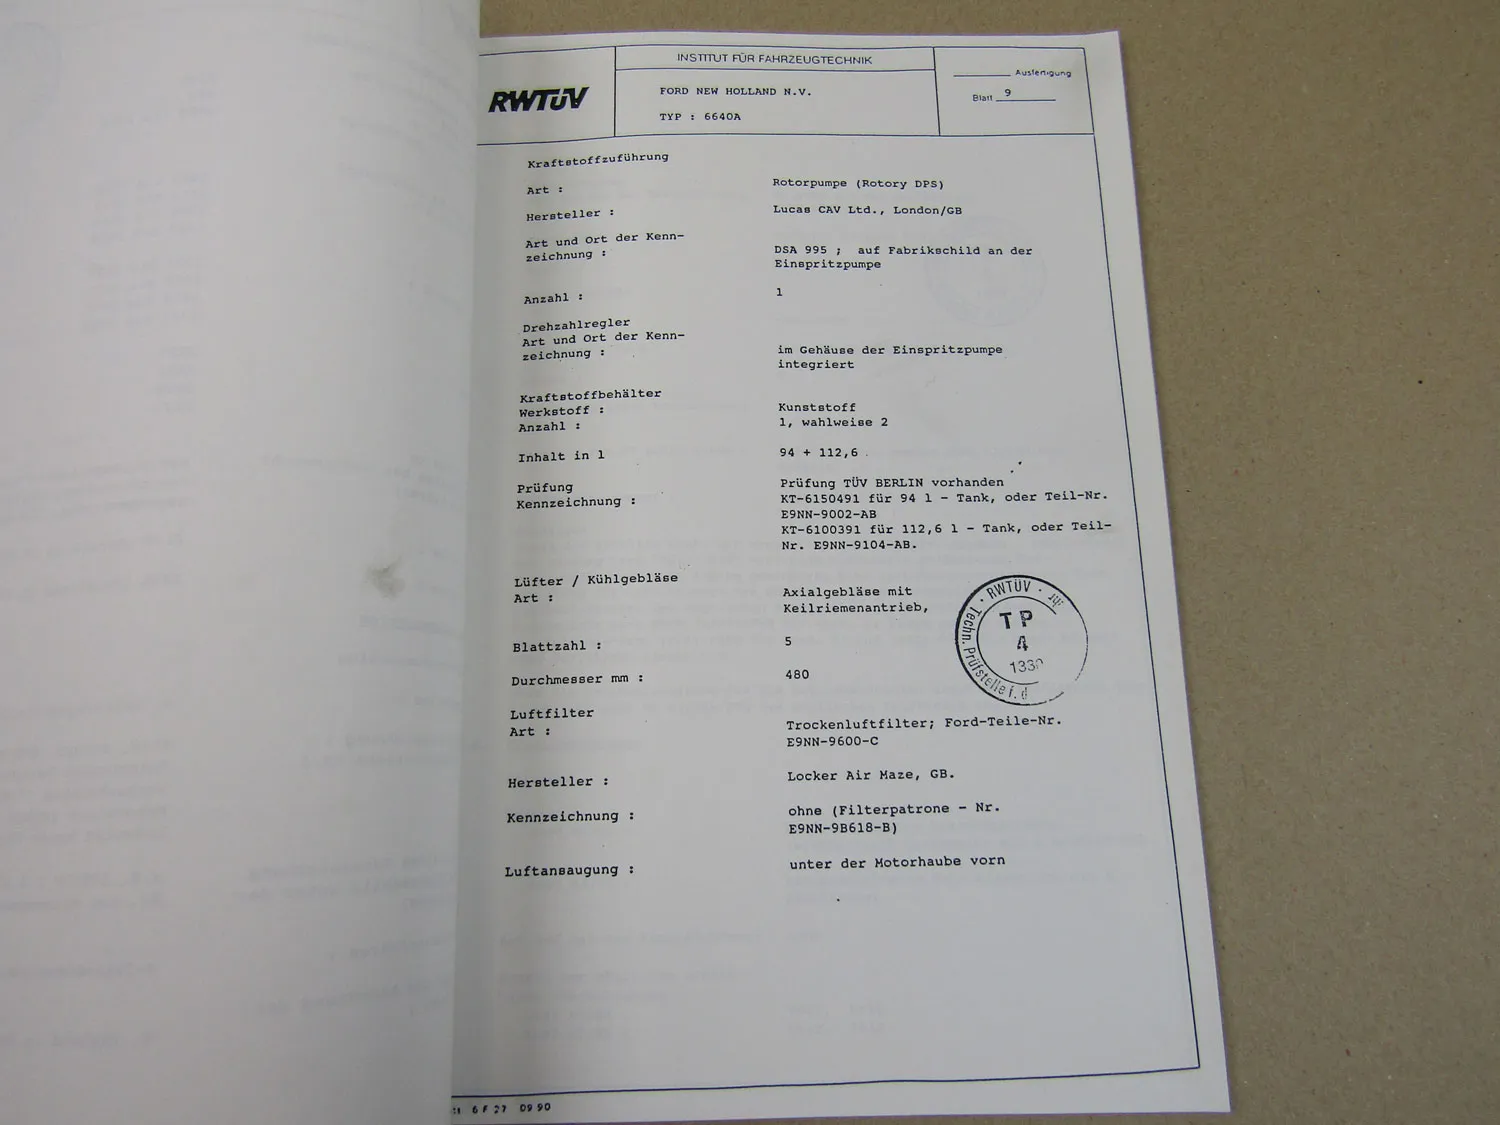 RWTÜV
INSTITUT FÜR FAHRZEUGTECHNIK
FORD NEW HOLLAND N.V.
TYP : 6640A
Ausfertigung
Blatt 9
Kraftstoffzuführung
Art : Rotorpumpe (Rotory DPS)
Hersteller : Lucas CAV Ltd., London/GB
Art und Ort der Kenn-
zeichnung : DSA 995 ; auf Fabrikschild an der
Einspritzpumpe
Anzahl : 1
Drehzahlregler
Art und Ort der Kenn-
zeichnung : im Gehäuse der Einspritzpumpe
integriert
Kraftstoffbehälter
Werkstoff : Kunststoff
Anzahl : 1, wahlweise 2
Inhalt in l 94 + 112,6
Prüfung Prüfung TÜV BERLIN vorhanden
Kennzeichnung : KT-6150491 für 94 l - Tank, oder Teil-Nr.
E9NN-9002-AB
KT-6100391 für 112,6 l - Tank, oder Teil-
Nr. E9NN-9104-AB.
Lüfter / Kühlgebläse
Art : Axialgebläse mit
Keilriemenantrieb,
Blattzahl : 5
Durchmesser mm : 480
RWTÜV
Techn. Prüfstelle f. d
TP
4
Luftfilter
Art : Trockenluftfilter; Ford-Teile-Nr.
E9NN-9600-C
Hersteller : Locker Air Maze, GB.
Kennzeichnung : ohne (Filterpatrone - Nr.
E9NN-9B618-B)
Luftansaugung : unter der Motorhaube vorn
6 F 27 09 90